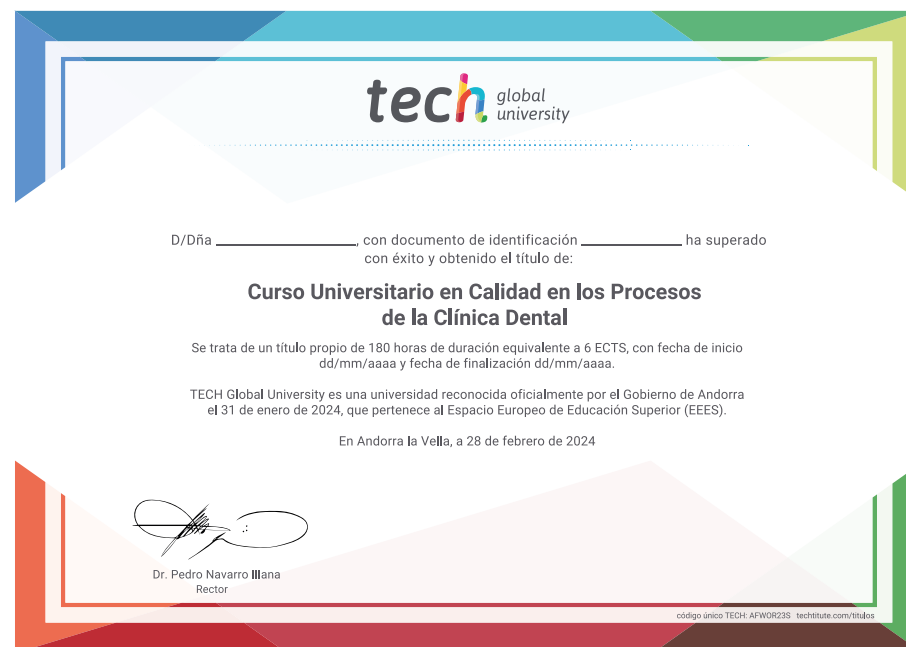 tech global university
D/Dña ____________________, con documento de identificación ______________ ha superado
con éxito y obtenido el título de:
Curso Universitario en Calidad en los Procesos
de la Clínica Dental
Se trata de un título propio de 180 horas de duración equivalente a 6 ECTS, con fecha de inicio
dd/mm/aaaa y fecha de finalización dd/mm/aaaa.
TECH Global University es una universidad reconocida oficialmente por el Gobierno de Andorra
el 31 de enero de 2024, que pertenece al Espacio Europeo de Educación Superior (EEES).
En Andorra la Vella, a 28 de febrero de 2024
Dr. Pedro Navarro Illana
Rector
código único TECH: AFWOR23S techtitute.com/titulos